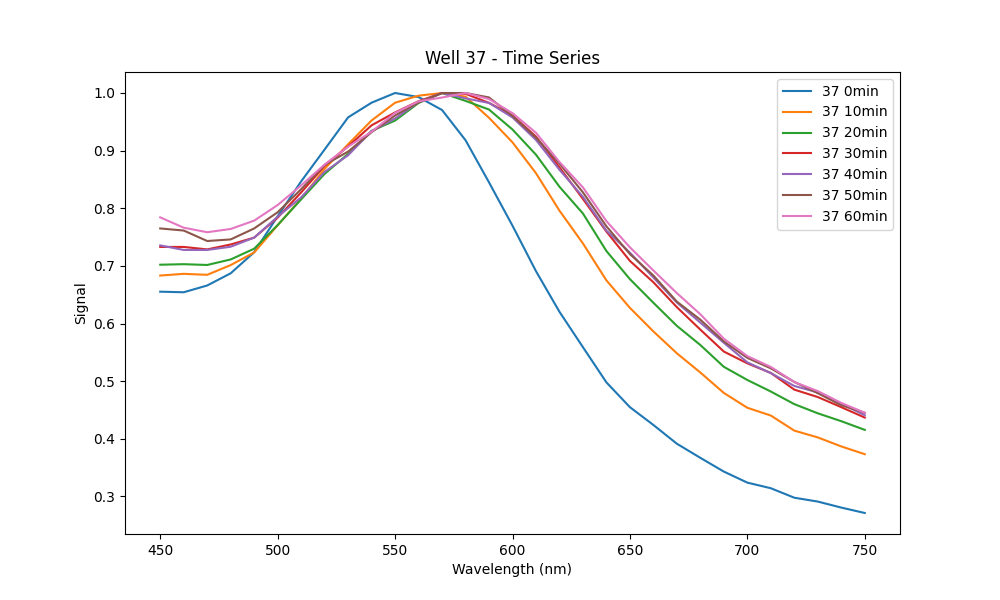 Well 37 - Time Series
Signal
1.0
0.9
0.8
0.7
0.6
0.5
0.4
0.3
450 500 550 600 650 700 750
Wavelength (nm)
37 0min
37 10min
37 20min
37 30min
37 40min
37 50min
37 60min